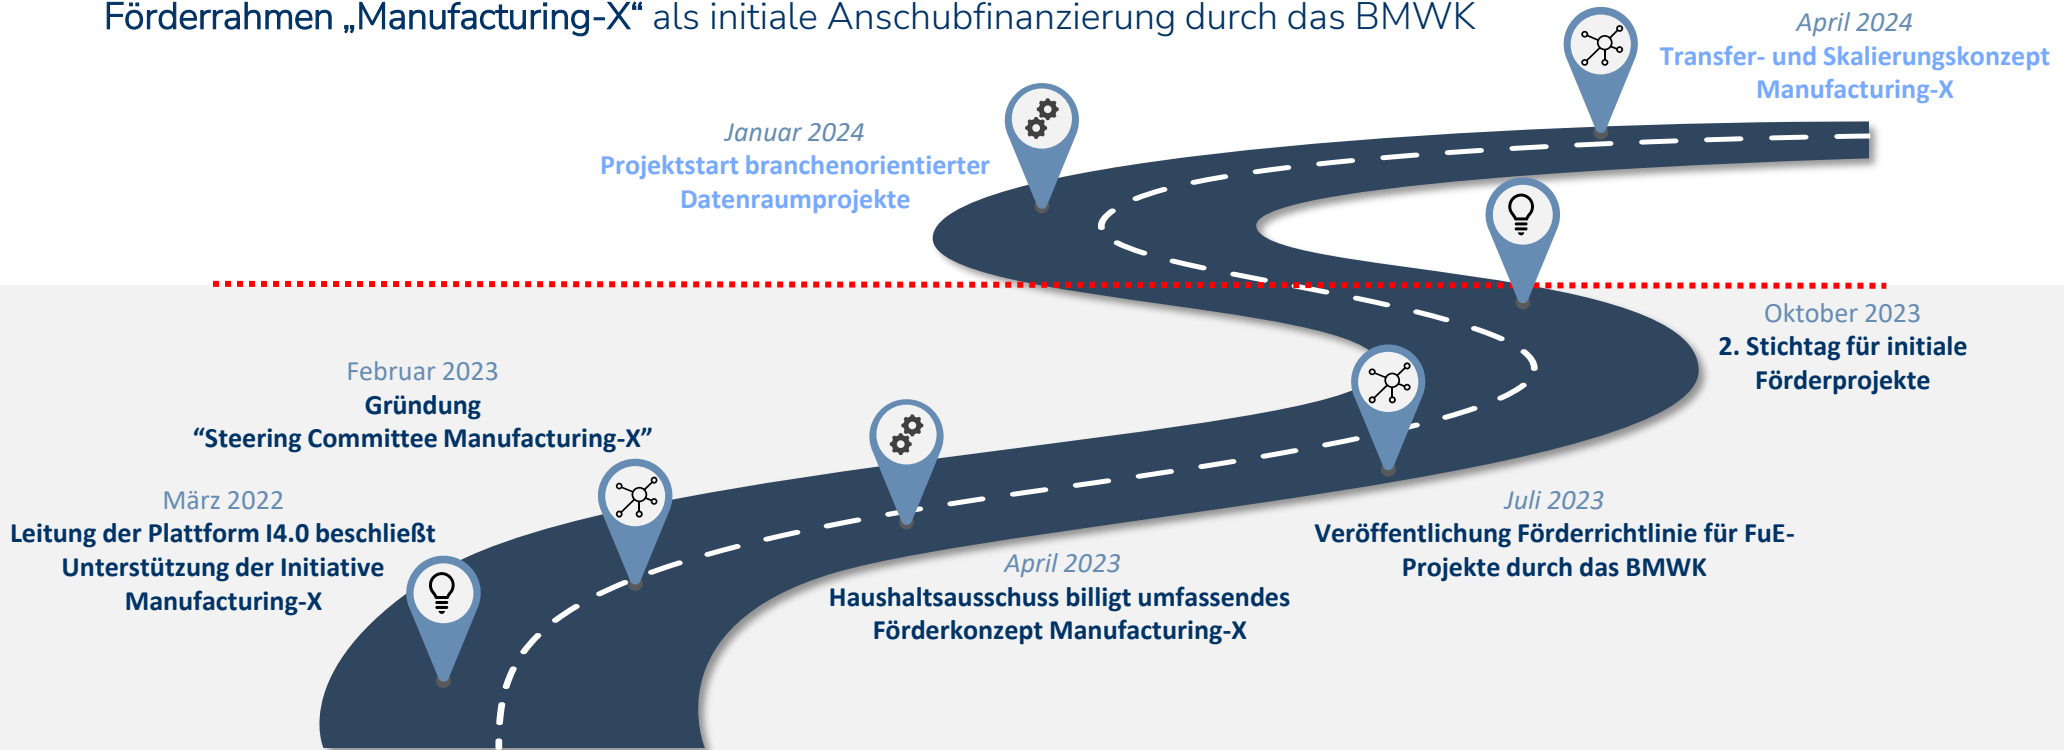 Förderrahmen „Manufacturing-X“ als initiale Anschubfinanzierung durch das BMWK
April 2024
Transfer- und Skalierungskonzept
Manufacturing-X
Januar 2024
Projektstart branchenorientierter
Datenraumprojekte
Oktober 2023
2. Stichtag für initiale
Förderprojekte
Februar 2023
Gründung
“Steering Committee Manufacturing-X”
März 2022
Leitung der Plattform I4.0 beschließt
Unterstützung der Initiative
Manufacturing-X
Juli 2023
Veröffentlichung Förderrichtlinie für FuE-
Projekte durch das BMWK
April 2023
Haushaltsausschuss billigt umfassendes
Förderkonzept Manufacturing-X